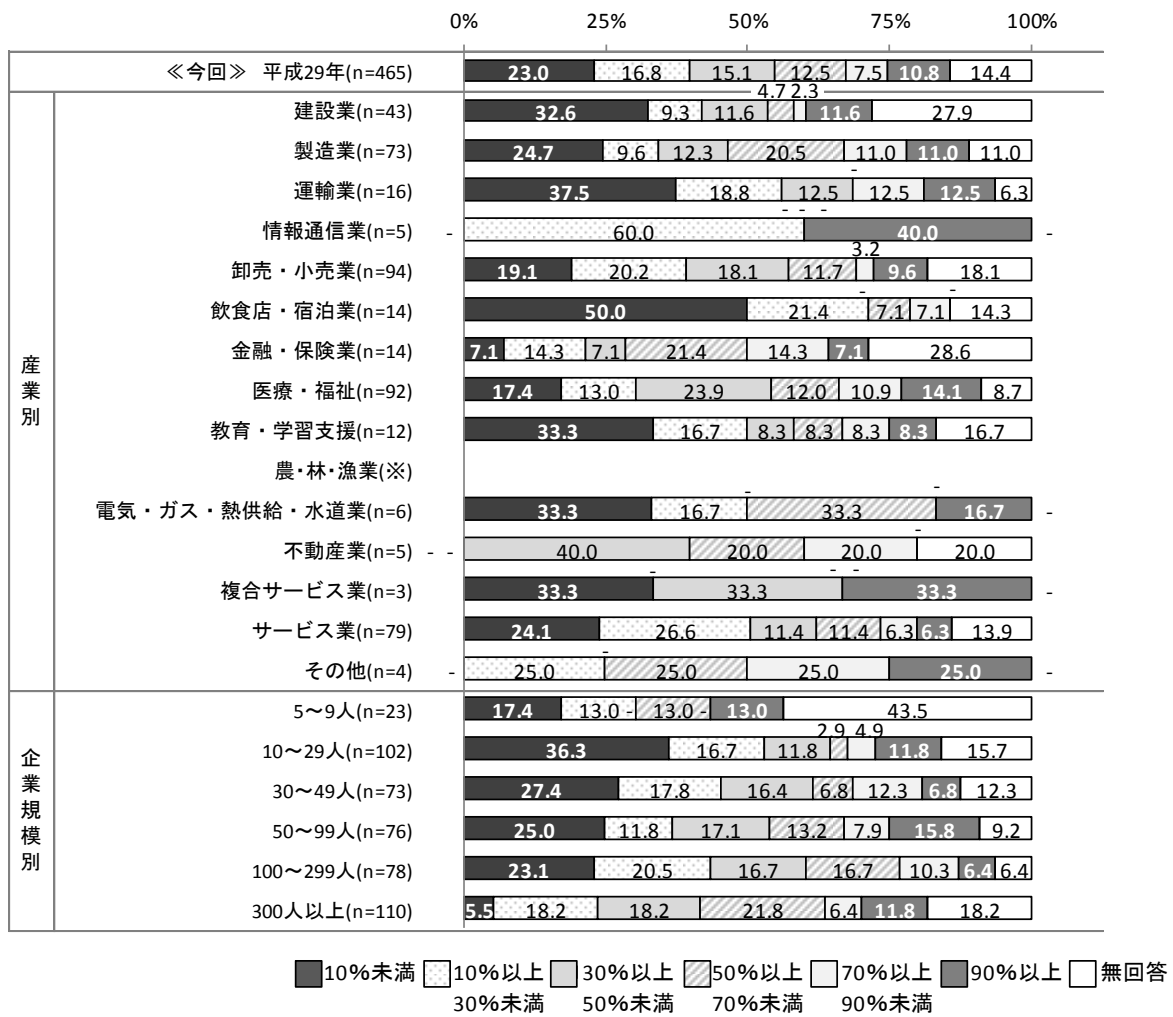 0% 25% 50% 75% 100%
≪今回≫ 平成29年(n=465) 23.0 16.8 15.1 12.5 7.5 10.8 14.4
産業別
4.7 2.3
建設業(n=43) 32.6 9.3 11.6 11.6 27.9
製造業(n=73) 24.7 9.6 12.3 20.5 11.0 11.0 11.0
-
運輸業(n=16) 37.5 18.8 12.5 12.5 12.5 6.3
- - -
情報通信業(n=5) - 60.0 40.0 -
3.2
卸売・小売業(n=94) 19.1 20.2 18.1 11.7 9.6 18.1
- -
飲食店・宿泊業(n=14) 50.0 21.4 7.1 7.1 14.3
金融・保険業(n=14) 7.1 14.3 7.1 21.4 14.3 7.1 28.6
医療・福祉(n=92) 17.4 13.0 23.9 12.0 10.9 14.1 8.7
教育・学習支援(n=12) 33.3 16.7 8.3 8.3 8.3 8.3 16.7
農・林・漁業(※)
- -
電気・ガス・熱供給・水道業(n=6) 33.3 16.7 33.3 16.7 -
-
不動産業(n=5) - - 40.0 20.0 20.0 20.0
- - -
複合サービス業(n=3) 33.3 33.3 33.3 -
サービス業(n=79) 24.1 26.6 11.4 11.4 6.3 6.3 13.9
-
その他(n=4) - 25.0 25.0 25.0 25.0 -
企業規模別
5～9人(n=23) 17.4 13.0 - 13.0 - 13.0 43.5
2.9 4.9
10～29人(n=102) 36.3 16.7 11.8 11.8 15.7
30～49人(n=73) 27.4 17.8 16.4 6.8 12.3 6.8 12.3
50～99人(n=76) 25.0 11.8 17.1 13.2 7.9 15.8 9.2
100～299人(n=78) 23.1 20.5 16.7 16.7 10.3 6.4 6.4
300人以上(n=110) 5.5 18.2 18.2 21.8 6.4 11.8 18.2
10%未満 10%以上 30%以上 50%以上 70%以上 90%以上 無回答
30%未満 50%未満 70%未満 90%未満